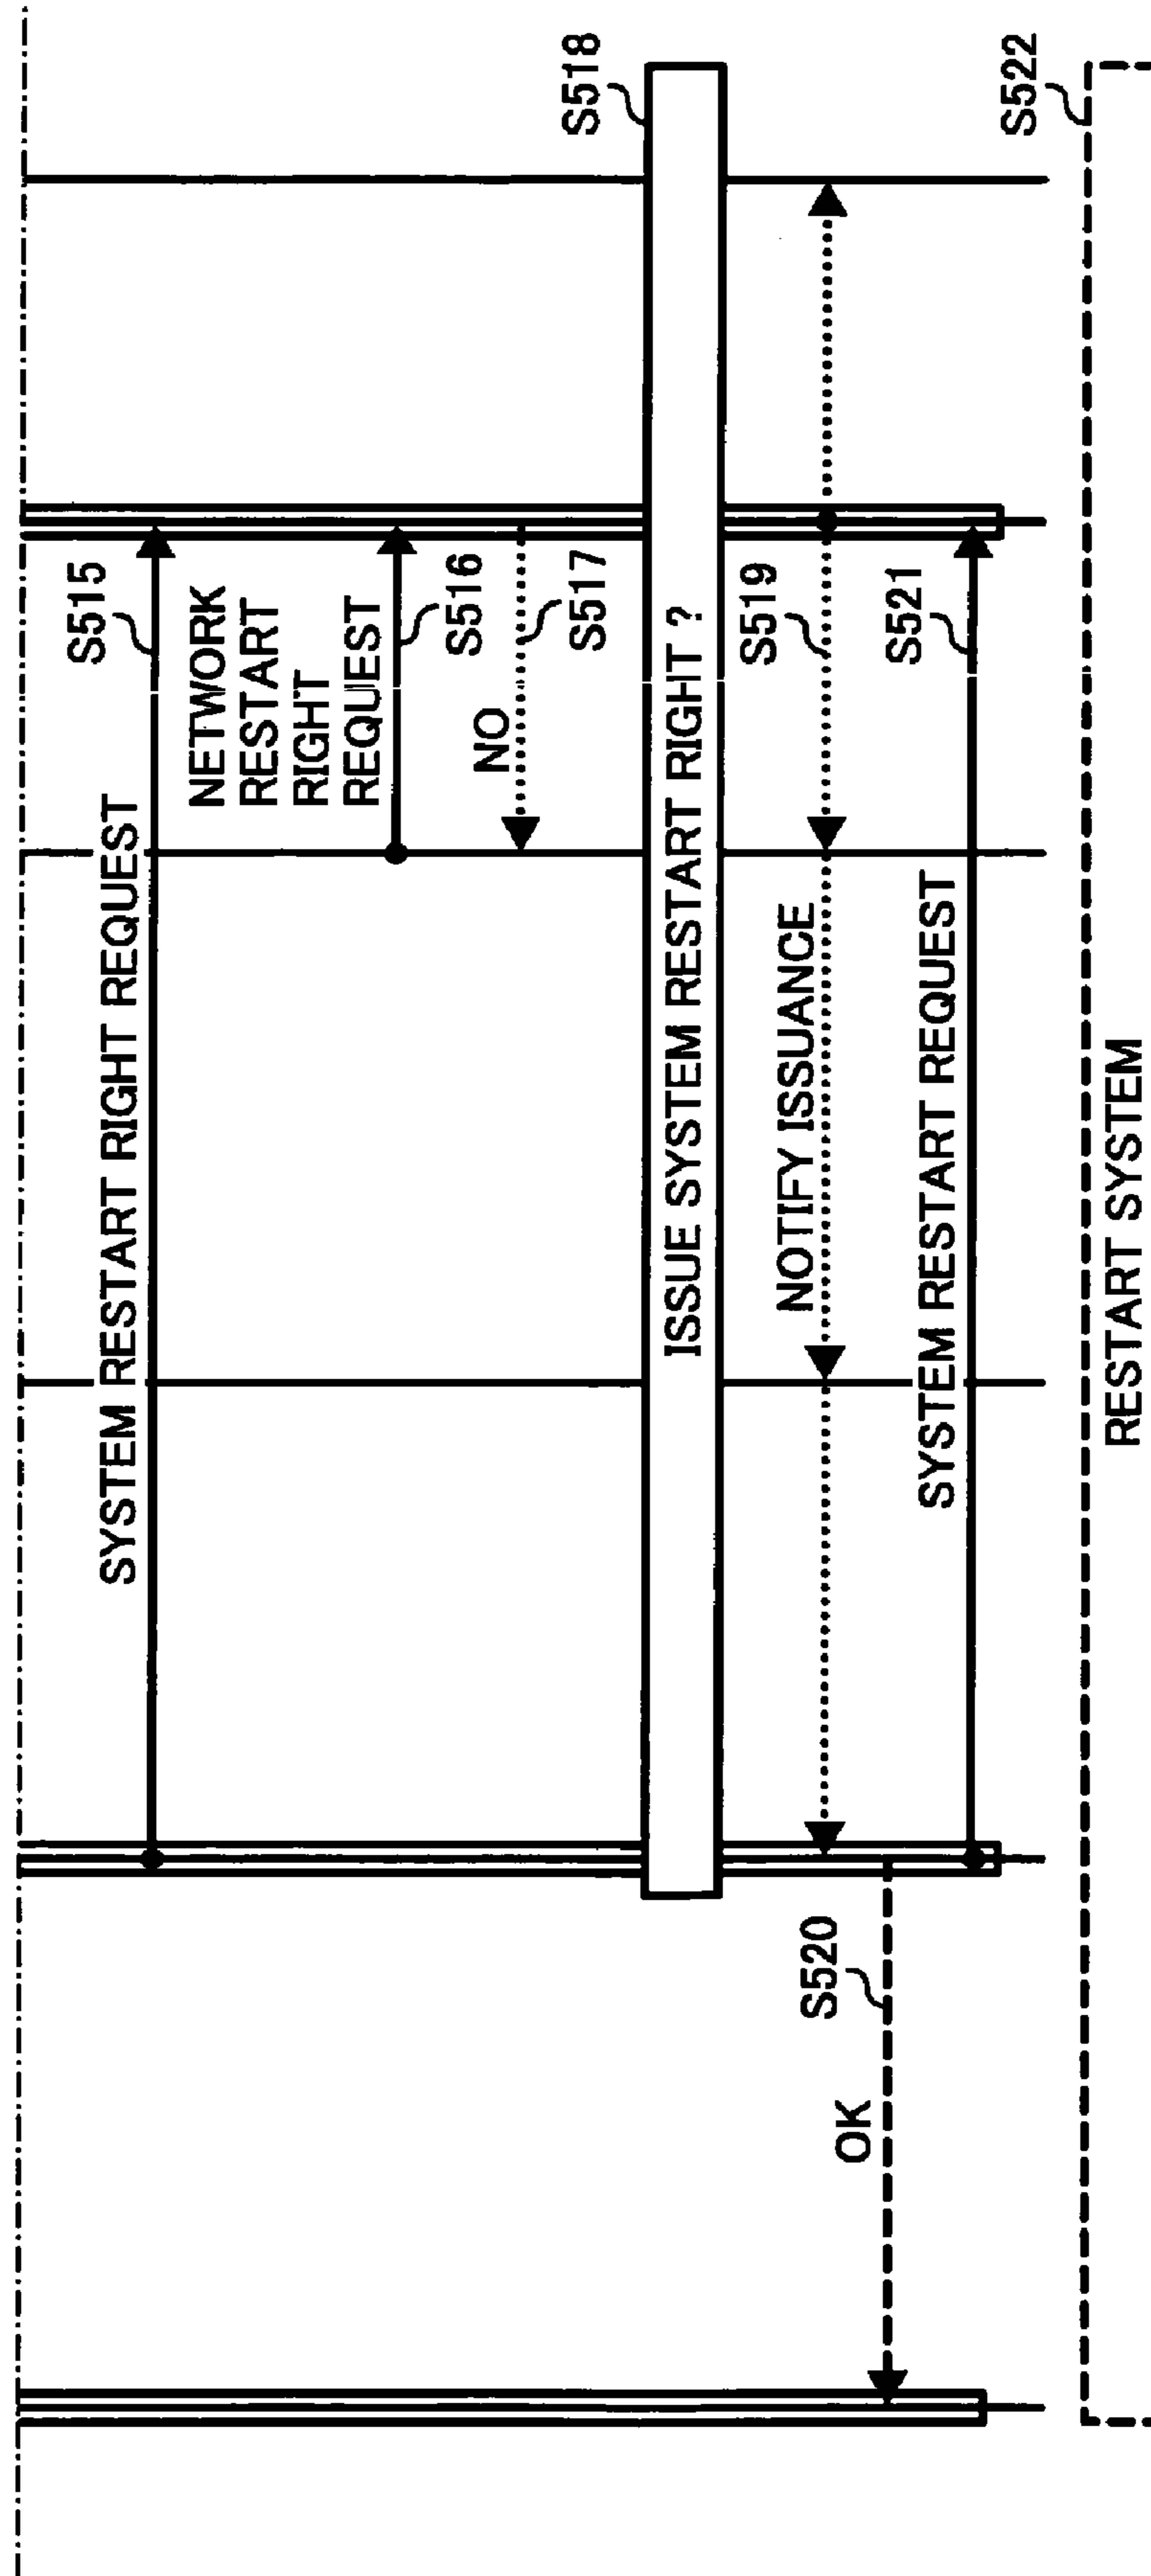 S515
SYSTEM RESTART RIGHT REQUEST
NETWORK
RESTART
RIGHT
REQUEST
S516
NO
S517
S518
ISSUE SYSTEM RESTART RIGHT ?
S519
NOTIFY ISSUANCE
S520
OK
S521
SYSTEM RESTART REQUEST
S522
RESTART SYSTEM